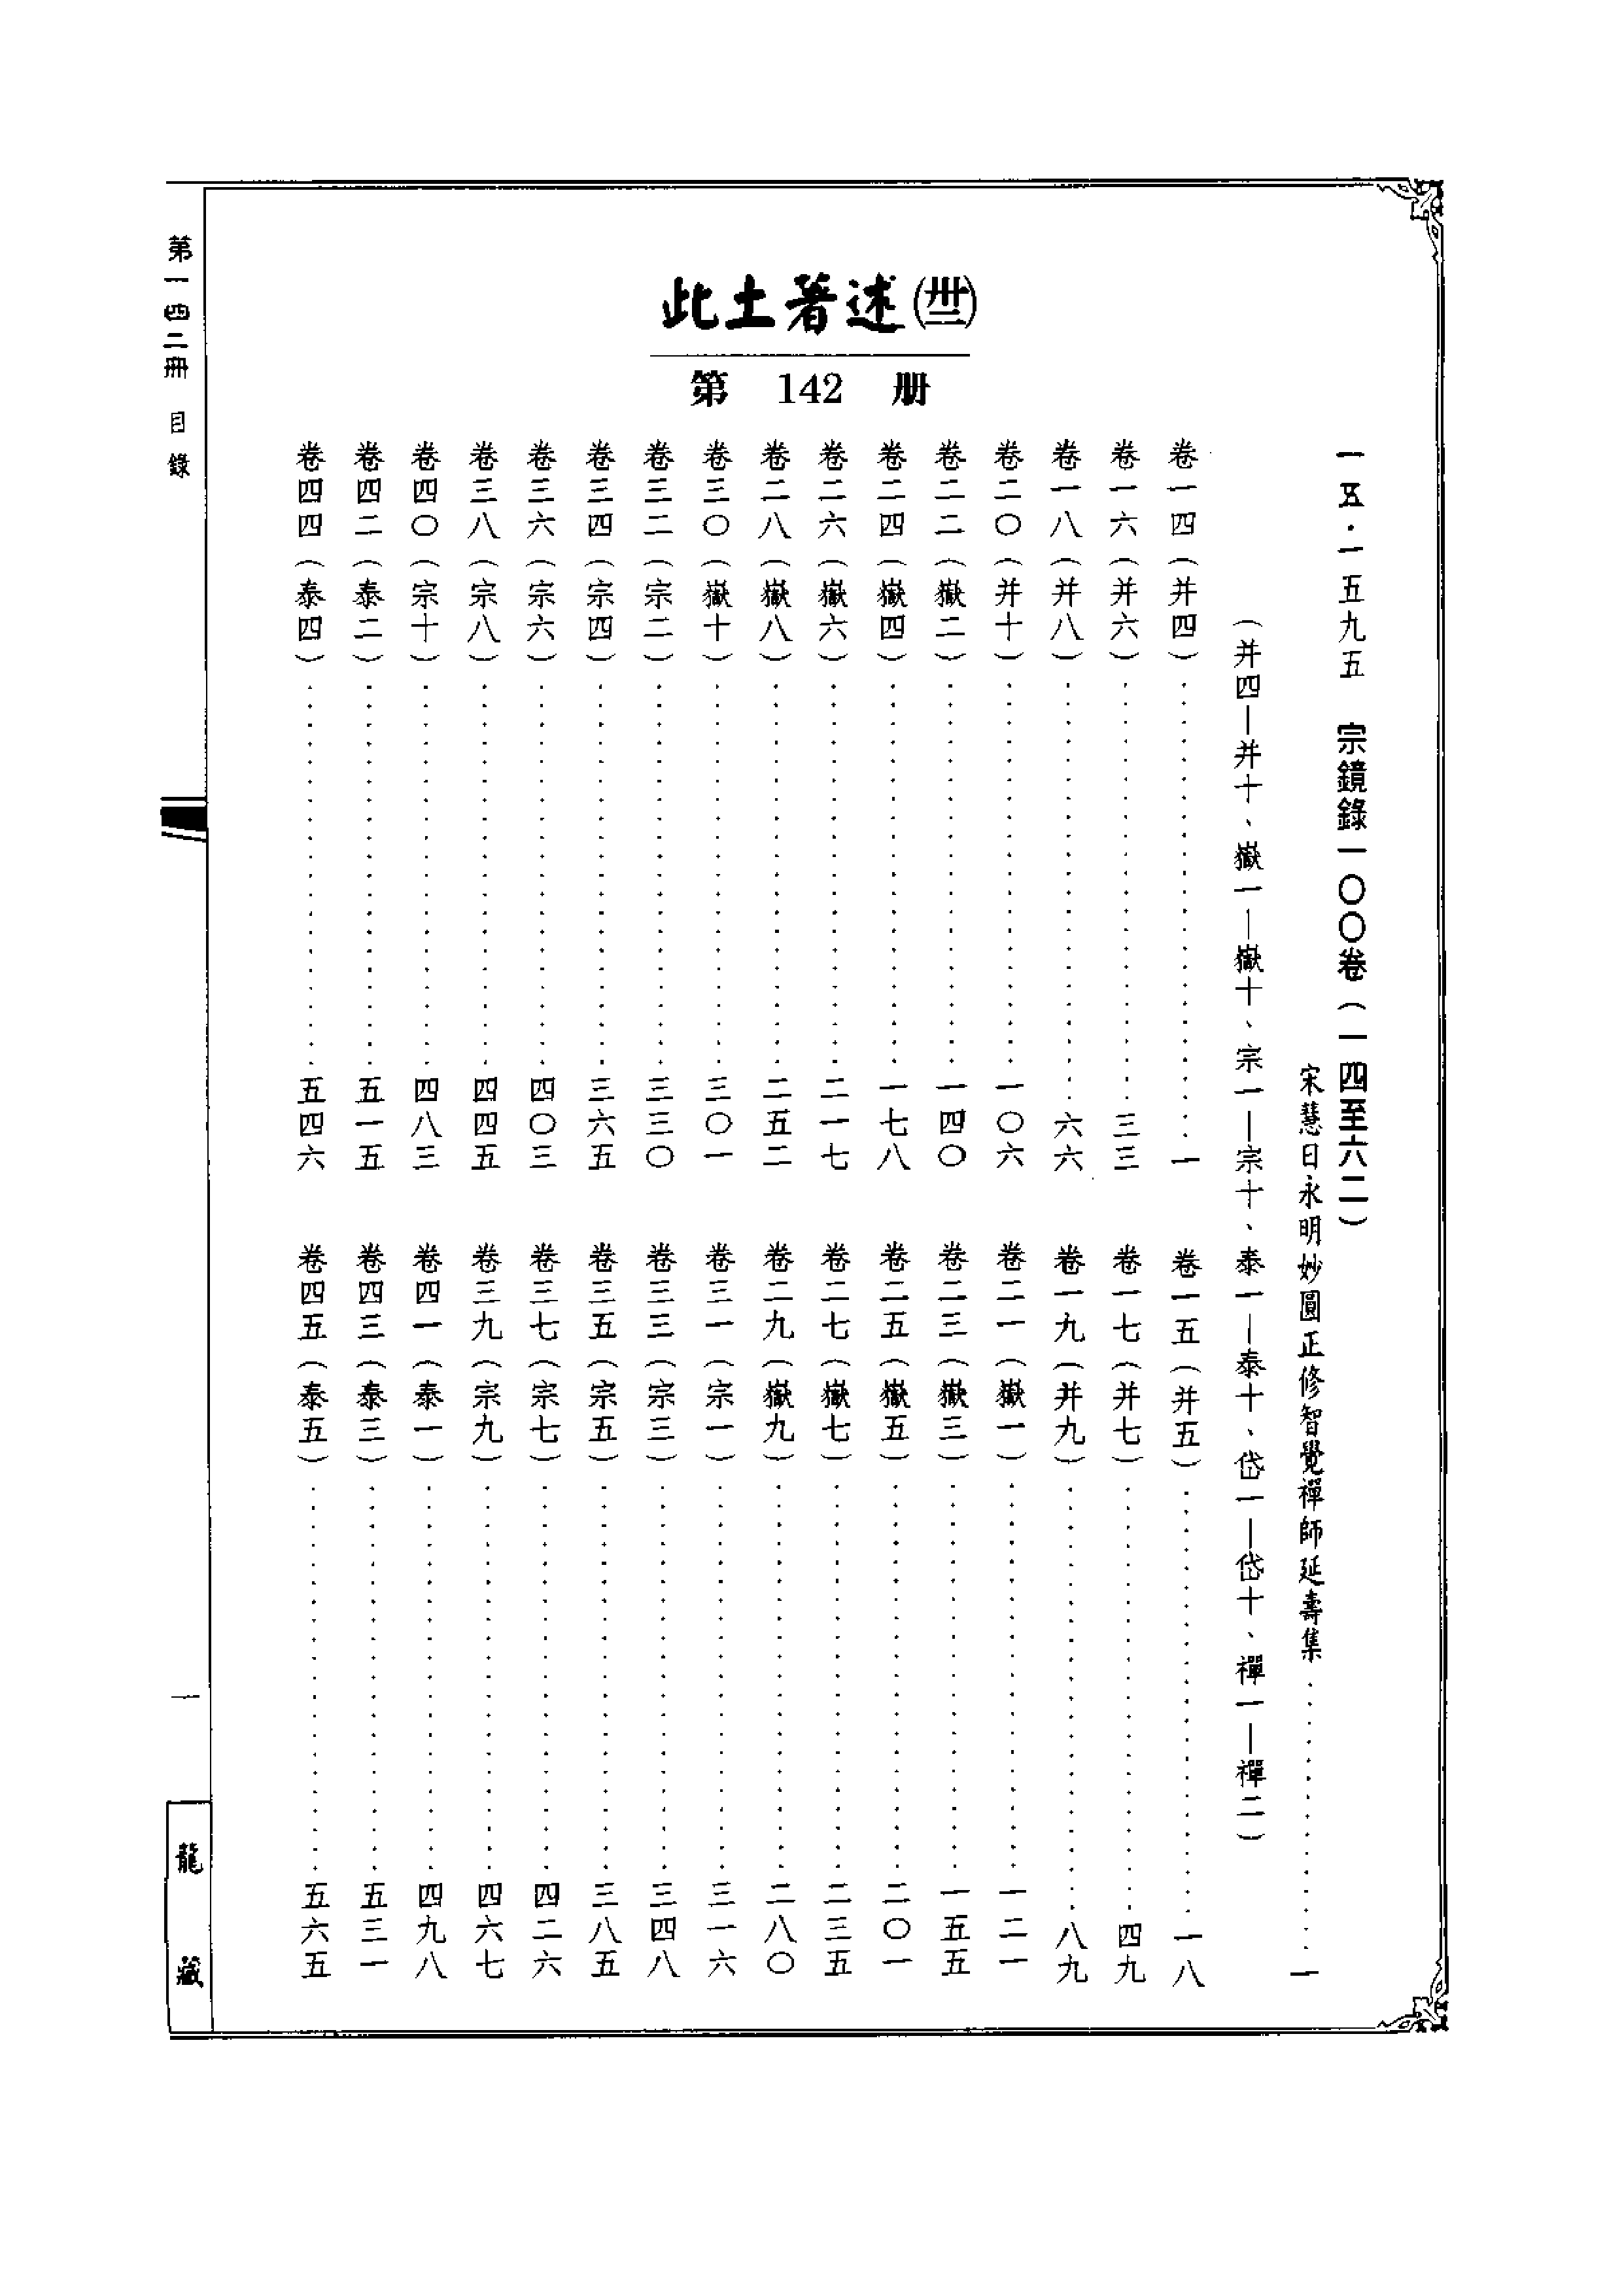 此土著述(卅二)
第 142 册
一五·一五九五 宗鏡錄一〇〇卷(一四至六二)
宋慧日永明妙圓正修智覺禪師延壽集……一
(并四—并十、嶽一—嶽十、宗一—宗十、泰一—泰十、岱一—岱十、禪一—禪二)
卷一四(并四)……一
卷一五(并五)……一八
卷一六(并六)……三三
卷一七(并七)……四九
卷一八(并八)……六六
卷一九(并九)……八九
卷二〇(并十)……一〇六
卷二一(嶽一)……一二一
卷二二(嶽二)……一四〇
卷二三(嶽三)……一五五
卷二四(嶽四)……一七八
卷二五(嶽五)……二〇一
卷二六(嶽六)……二一七
卷二七(嶽七)……二三五
卷二八(嶽八)……二五二
卷二九(嶽九)……二八〇
卷三〇(嶽十)……三〇一
卷三一(宗一)……三一六
卷三二(宗二)……三三〇
卷三三(宗三)……三四八
卷三四(宗四)……三六五
卷三五(宗五)……三八五
卷三六(宗六)……四〇三
卷三七(宗七)……四二六
卷三八(宗八)……四四五
卷三九(宗九)……四六七
卷四〇(宗十)……四八三
卷四一(泰一)……四九八
卷四二(泰二)……五一五
卷四三(泰三)……五三一
卷四四(泰四)……五四六
卷四五(泰五)……五六五
第一四二冊 目錄
一
龍藏